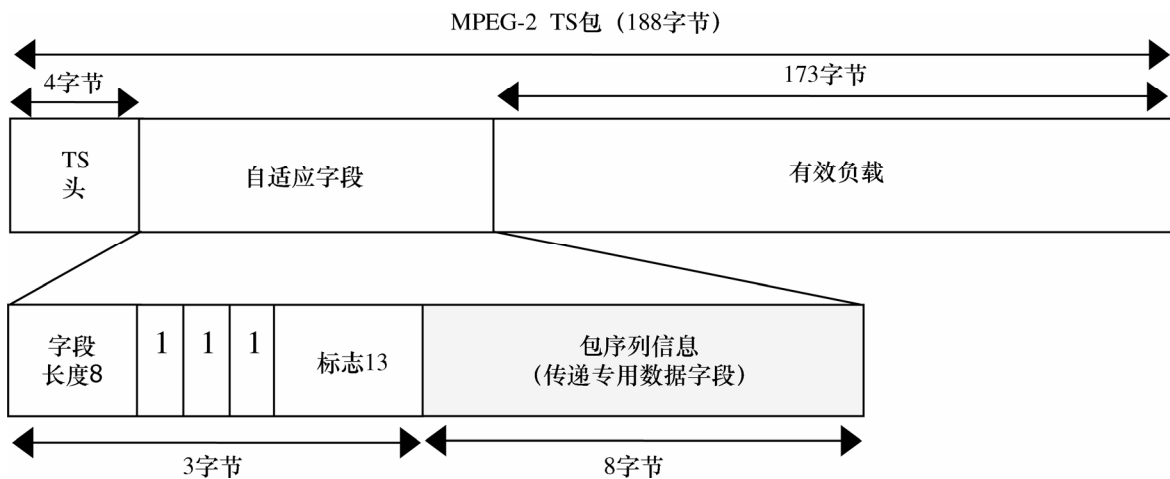 MPEG-2 TS包（188字节）
4字节
173字节
TS
头
自适应字段
有效负载
字段
长度8
1
1
1
标志13
包序列信息
(传递专用数据字段)
3字节
8字节